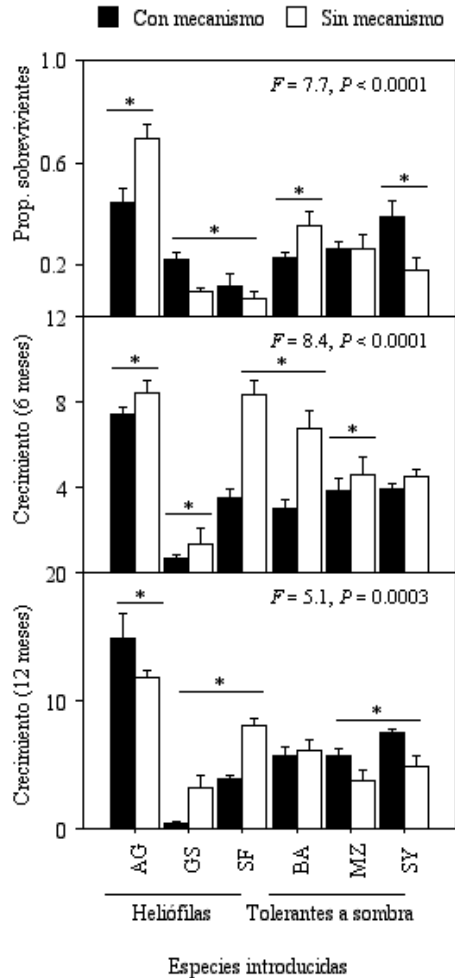 Con mecanismo Sin mecanismo
F = 7.7, P < 0.0001
*
*
*
*
1.0
0.6
0.2
Prop. sobrevivientes
F = 8.4, P < 0.0001
*
*
*
*
12
8
4
Crecimiento (6 meses)
F = 5.1, P = 0.0003
*
*
*
20
10
0
Crecimiento (12 meses)
AG GS SF BA MZ SY
Heliófilas Tolerantes a sombra
Especies introducidas